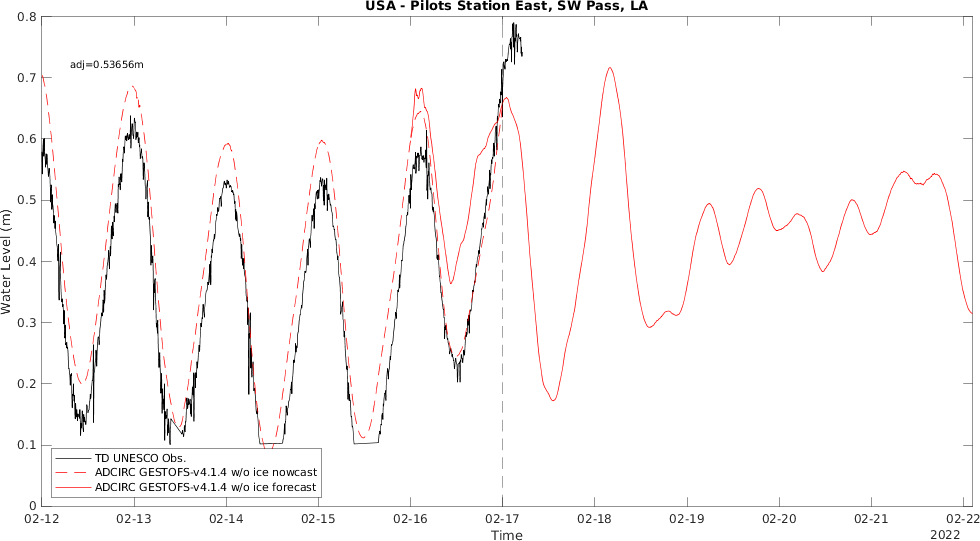 USA - Pilots Station East, SW Pass, LA
adj=0.53656m
Water Level (m)
0.8
0.7
0.6
0.5
0.4
0.3
0.2
0.1
0
TD UNESCO Obs.
ADCIRC GESTOFS-v4.1.4 w/o ice nowcast
ADCIRC GESTOFS-v4.1.4 w/o ice forecast
02-12 02-13 02-14 02-15 02-16 02-17 02-18 02-19 02-20 02-21 02-22
Time
2022